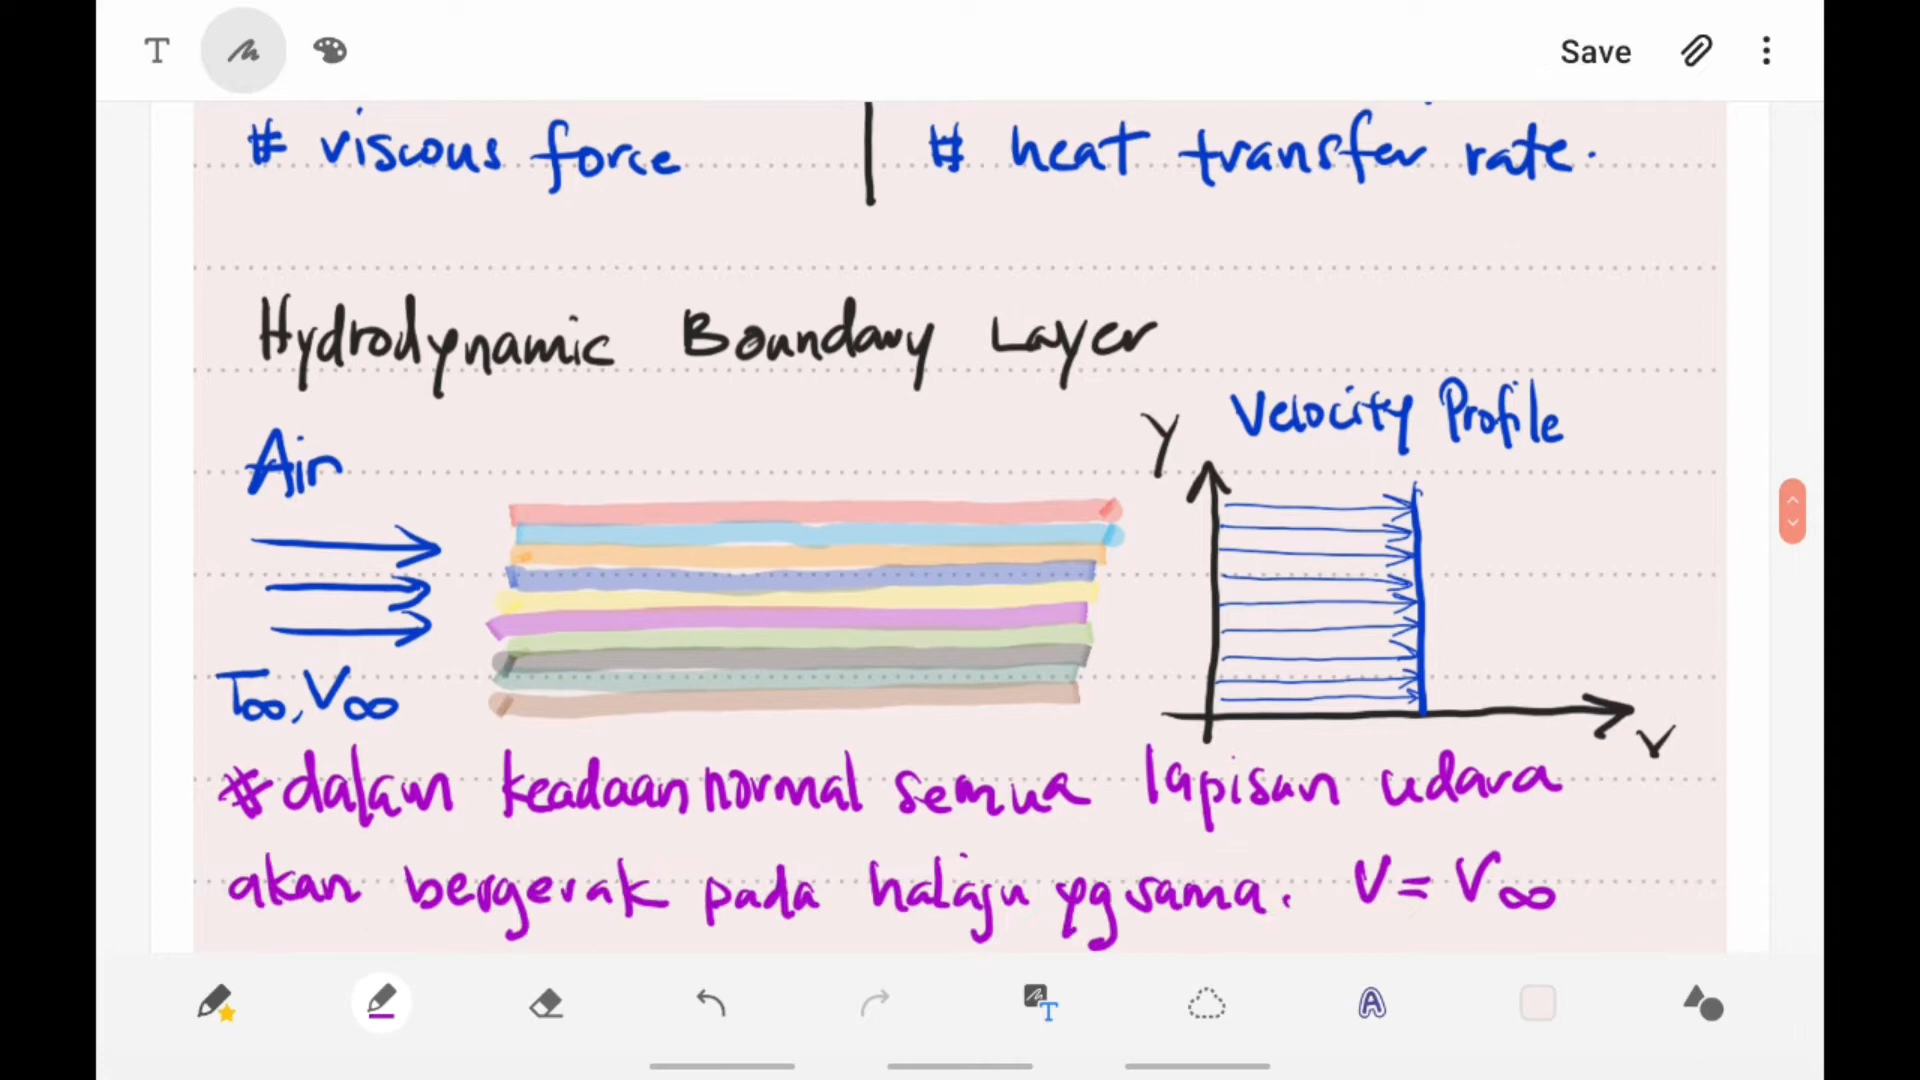 T
Save
# viscous force
# heat transfer rate.
Hydrodynamic Boundary Layer
Air
T∞, V∞
Velocity Profile
y
v
* dalam keadaan normal semua lapisan udara
akan bergerak pada halaju yg sama. V = V∞
T
A